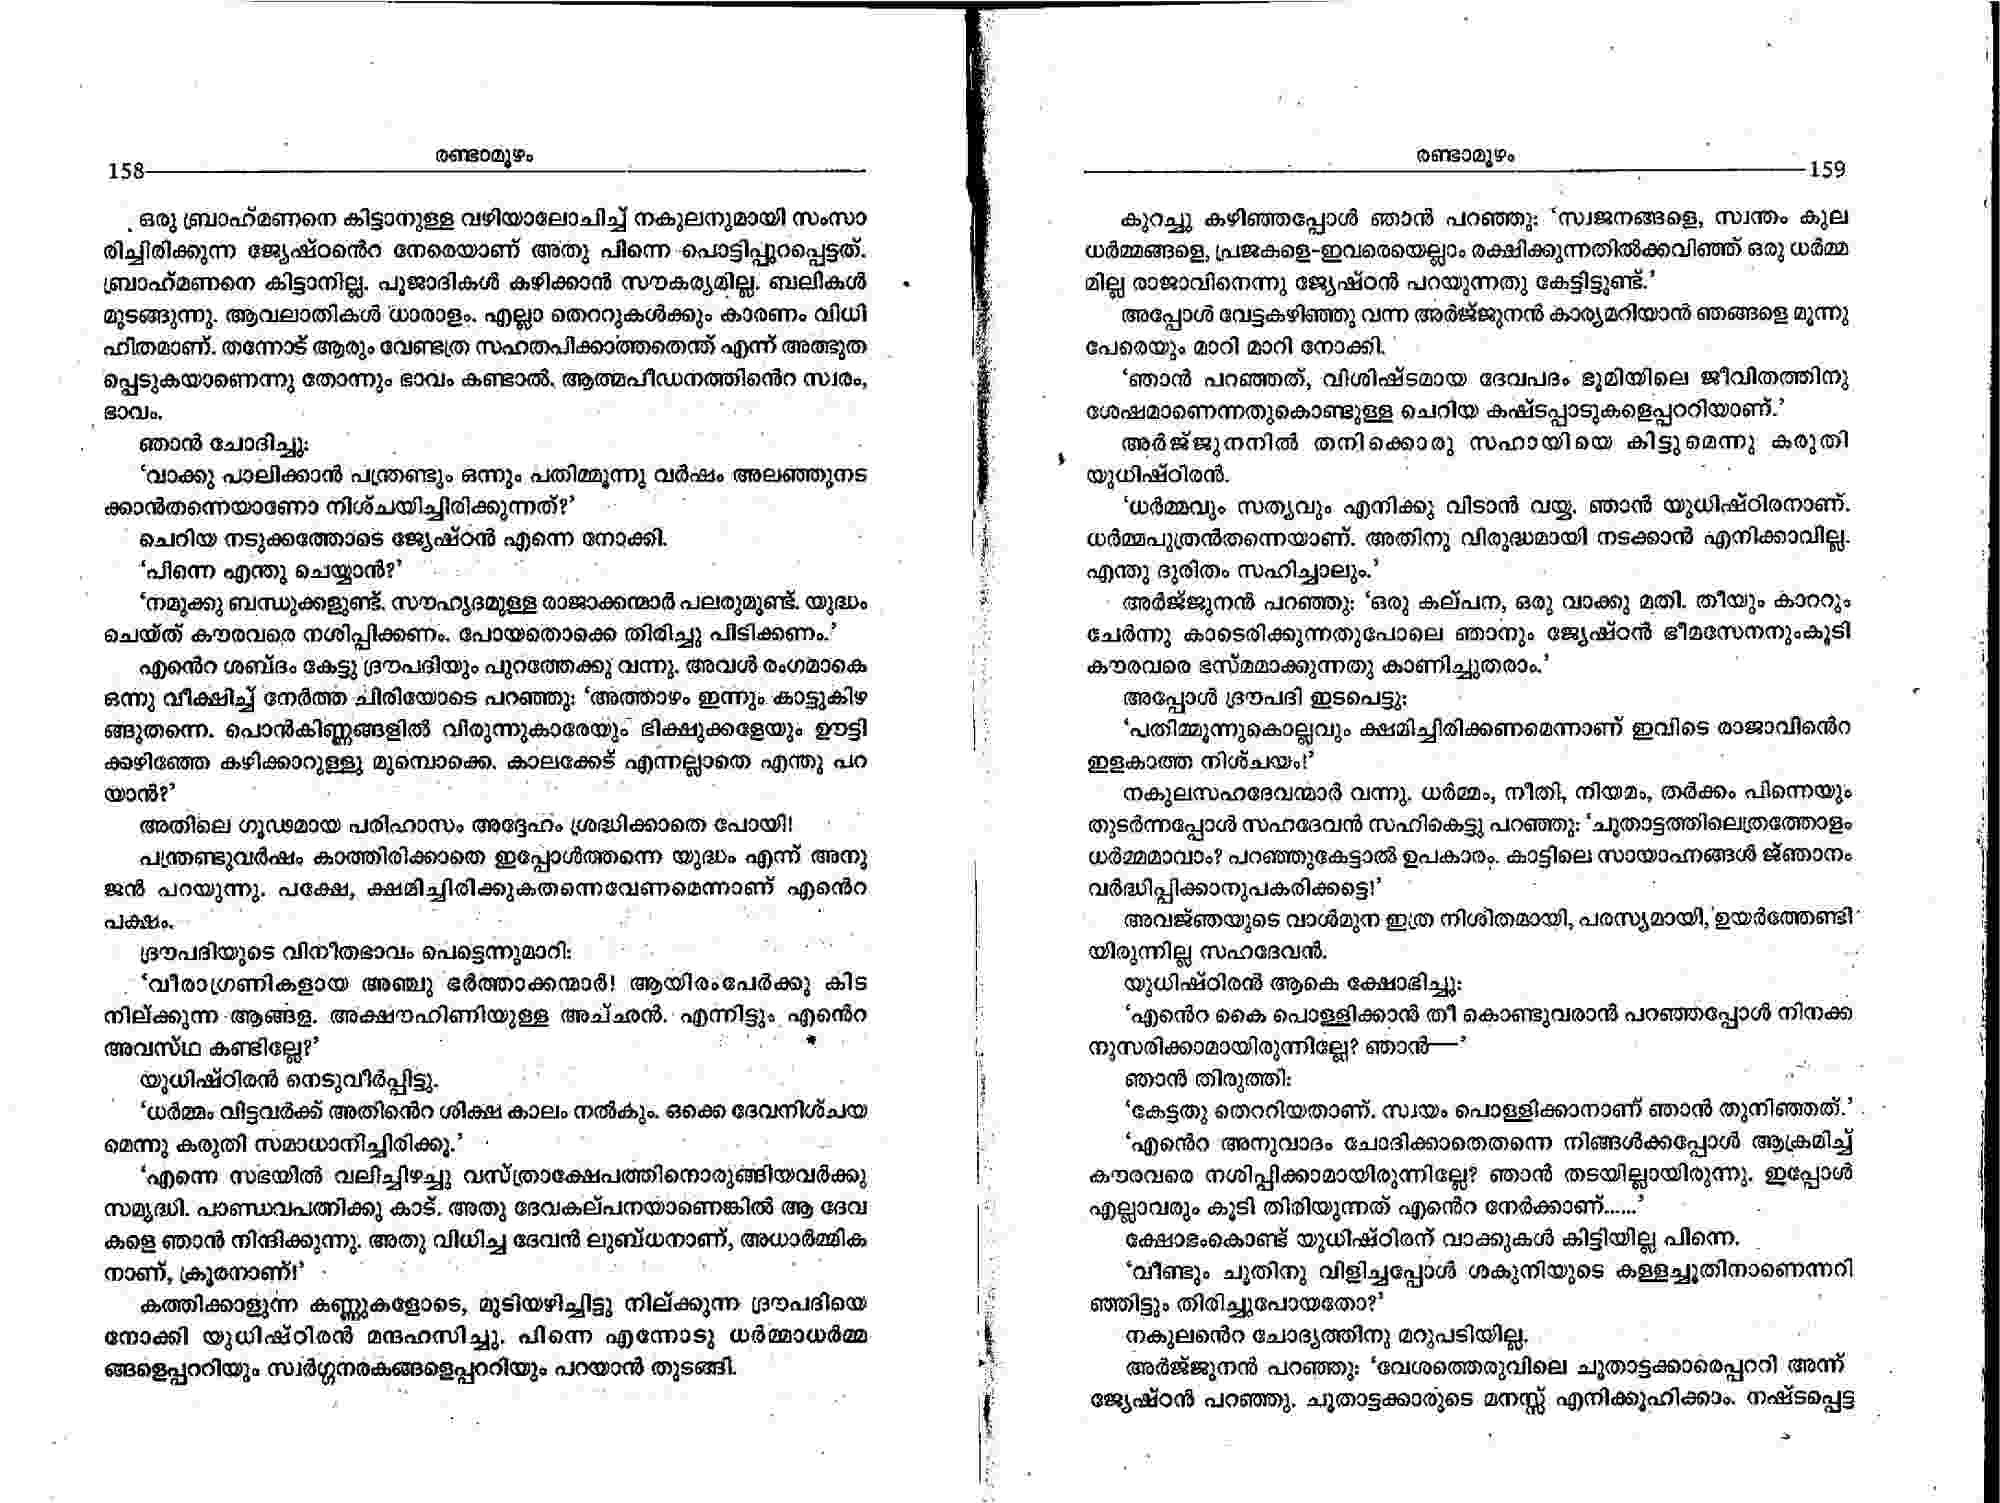 158
രണ്ടാമൂഴം
ഒരു ബ്രാഹ്മണനെ കിട്ടാനുള്ള വഴിയാലോചിച്ച് നകുലനുമായി സംസാ
രിച്ചിരിക്കുന്ന ജ്യേഷ്ഠൻെറ നേരെയാണ് അതു പിന്നെ പൊട്ടിപ്പുറപ്പെട്ടത്.
ബ്രാഹ്മണനെ കിട്ടാനില്ല. പൂജാദികൾ കഴിക്കാൻ സൗകര്യമില്ല. ബലികൾ
മുടങ്ങുന്നു. ആവലാതികൾ ധാരാളം. എല്ലാ തെററുകൾക്കും കാരണം വിധി
ഹിതമാണ്. തന്നോട് ആരും വേണ്ടത്ര സഹതപിക്കാത്തതെന്ത് എന്ന് അത്ഭുത
പ്പെടുകയാണെന്നു തോന്നും ഭാവം കണ്ടാൽ. ആത്മപീഡനത്തിൻെറ സ്വരം,
ഭാവം.
ഞാൻ ചോദിച്ചു:
‘വാക്കു പാലിക്കാൻ പന്ത്രണ്ടും ഒന്നും പതിമ്മൂന്നു വർഷം അലഞ്ഞുനട
ക്കാൻതന്നെയാണോ നിശ്ചയിച്ചിരിക്കുന്നത്?’
ചെറിയ നടുക്കത്തോടെ ജ്യേഷ്ഠൻ എന്നെ നോക്കി.
‘പിന്നെ എന്തു ചെയ്യാൻ?’
‘നമുക്കു ബന്ധുക്കളുണ്ട്. സൗഹൃദമുള്ള രാജാക്കന്മാർ പലരുമുണ്ട്. യുദ്ധം
ചെയ്ത് കൗരവരെ നശിപ്പിക്കണം. പോയതൊക്കെ തിരിച്ചു പിടിക്കണം.’
എൻെറ ശബ്ദം കേട്ടു ദ്രൗപദിയും പുറത്തേക്കു വന്നു. അവൾ രംഗമാകെ
ഒന്നു വീക്ഷിച്ച് നേർത്ത ചിരിയോടെ പറഞ്ഞു: ‘അത്താഴം ഇന്നും കാട്ടുകിഴ
ങ്ങുതന്നെ. പൊൻകിണ്ണങ്ങളിൽ വിരുന്നുകാരേയും ഭിക്ഷുക്കളേയും ഊട്ടി
ക്കഴിഞ്ഞേ കഴിക്കാറുള്ളു മുമ്പൊക്കെ. കാലക്കേട് എന്നല്ലാതെ എന്തു പറ
യാൻ?’
അതിലെ ഗൂഢമായ പരിഹാസം അദ്ദേഹം ശ്രദ്ധിക്കാതെ പോയി!
പന്ത്രണ്ടുവർഷം കാത്തിരിക്കാതെ ഇപ്പോൾത്തന്നെ യുദ്ധം എന്ന് അനു
ജൻ പറയുന്നു. പക്ഷേ, ക്ഷമിച്ചിരിക്കുകതന്നെവേണമെന്നാണ് എൻെറ
പക്ഷം.
ദ്രൗപദിയുടെ വിനീതഭാവം പെട്ടെന്നുമാറി:
‘വീരാഗ്രണികളായ അഞ്ചു ഭർത്താക്കന്മാർ! ആയിരംപേർക്കു കിട
നില്ക്കുന്ന ആങ്ങള. അക്ഷൗഹിണിയുള്ള അച്ഛൻ. എന്നിട്ടും എൻെറ
അവസ്ഥ കണ്ടില്ലേ?’
യുധിഷ്ഠിരൻ നെടുവീർപ്പിട്ടു.
‘ധർമ്മം വിട്ടവർക്ക് അതിൻെറ ശിക്ഷ കാലം നൽകും. ഒക്കെ ദേവനിശ്ചയ
മെന്നു കരുതി സമാധാനിച്ചിരിക്കൂ.’
‘എന്നെ സഭയിൽ വലിച്ചിഴച്ചു വസ്ത്രാക്ഷേപത്തിനൊരുങ്ങിയവർക്കു
സമൃദ്ധി. പാണ്ഡവപത്നിക്കു കാട്. അതു ദേവകല്പനയാണെങ്കിൽ ആ ദേവ
കളെ ഞാൻ നിന്ദിക്കുന്നു. അതു വിധിച്ച ദേവൻ ലുബ്ധനാണ്, അധാർമ്മിക
നാണ്, ക്രൂരനാണ്!’
കത്തിക്കാളുന്ന കണ്ണുകളോടെ, മുടിയഴിച്ചിട്ടു നില്ക്കുന്ന ദ്രൗപദിയെ
നോക്കി യുധിഷ്ഠിരൻ മന്ദഹസിച്ചു. പിന്നെ എന്നോടു ധർമ്മാധർമ്മ
ങ്ങളെപ്പററിയും സ്വർഗ്ഗനരകങ്ങളെപ്പററിയും പറയാൻ തുടങ്ങി.
രണ്ടാമൂഴം
159
കുറച്ചു കഴിഞ്ഞപ്പോൾ ഞാൻ പറഞ്ഞു: ‘സ്വജനങ്ങളെ, സ്വന്തം കുല
ധർമ്മങ്ങളെ, പ്രജകളെ-ഇവരെയെല്ലാം രക്ഷിക്കുന്നതിൽക്കവിഞ്ഞ് ഒരു ധർമ്മ
മില്ല രാജാവിനെന്നു ജ്യേഷ്ഠൻ പറയുന്നതു കേട്ടിട്ടുണ്ട്.’
അപ്പോൾ വേട്ടകഴിഞ്ഞു വന്ന അർജ്ജുനൻ കാര്യമറിയാൻ ഞങ്ങളെ മൂന്നു
പേരെയും മാറി മാറി നോക്കി.
‘ഞാൻ പറഞ്ഞത്, വിശിഷ്ടമായ ദേവപദം ഭൂമിയിലെ ജീവിതത്തിനു
ശേഷമാണെന്നതുകൊണ്ടുള്ള ചെറിയ കഷ്ടപ്പാടുകളെപ്പററിയാണ്.’
അർജ്ജുനനിൽ തനിക്കൊരു സഹായിയെ കിട്ടുമെന്നു കരുതി
യുധിഷ്ഠിരൻ.
‘ധർമ്മവും സത്യവും എനിക്കു വിടാൻ വയ്യ. ഞാൻ യുധിഷ്ഠിരനാണ്.
ധർമ്മപുത്രൻതന്നെയാണ്. അതിനു വിരുദ്ധമായി നടക്കാൻ എനിക്കാവില്ല.
എന്തു ദുരിതം സഹിച്ചാലും.’
അർജ്ജുനൻ പറഞ്ഞു: ‘ഒരു കല്പന, ഒരു വാക്കു മതി. തീയും കാററും
ചേർന്നു കാടെരിക്കുന്നതുപോലെ ഞാനും ജ്യേഷ്ഠൻ ഭീമസേനനുംകൂടി
കൗരവരെ ഭസ്മമാക്കുന്നതു കാണിച്ചുതരാം.’
അപ്പോൾ ദ്രൗപദി ഇടപെട്ടു:
‘പതിമ്മൂന്നുകൊല്ലവും ക്ഷമിച്ചിരിക്കണമെന്നാണ് ഇവിടെ രാജാവിൻെറ
ഇളകാത്ത നിശ്ചയം!’
നകുലസഹദേവന്മാർ വന്നു. ധർമ്മം, നീതി, നിയമം, തർക്കം പിന്നെയും
തുടർന്നപ്പോൾ സഹദേവൻ സഹികെട്ടു പറഞ്ഞു: ‘ചൂതാട്ടത്തിലെത്രത്തോളം
ധർമ്മമാവാം? പറഞ്ഞുകേട്ടാൽ ഉപകാരം. കാട്ടിലെ സായാഹ്നങ്ങൾ ജ്ഞാനം
വർദ്ധിപ്പിക്കാനുപകരിക്കട്ടെ!’
അവജ്ഞയുടെ വാൾമുന ഇത്ര നിശിതമായി, പരസ്യമായി, ഉയർത്തേണ്ടി
യിരുന്നില്ല സഹദേവൻ.
യുധിഷ്ഠിരൻ ആകെ ക്ഷോഭിച്ചു:
‘എൻെറ കൈ പൊള്ളിക്കാൻ തീ കൊണ്ടുവരാൻ പറഞ്ഞപ്പോൾ നിനക്ക
നുസരിക്കാമായിരുന്നില്ലേ? ഞാൻ—’
ഞാൻ തിരുത്തി:
‘കേട്ടതു തെററിയതാണ്. സ്വയം പൊള്ളിക്കാനാണ് ഞാൻ തുനിഞ്ഞത്.’
‘എൻെറ അനുവാദം ചോദിക്കാതെതന്നെ നിങ്ങൾക്കപ്പോൾ ആക്രമിച്ച്
കൗരവരെ നശിപ്പിക്കാമായിരുന്നില്ലേ? ഞാൻ തടയില്ലായിരുന്നു. ഇപ്പോൾ
എല്ലാവരും കൂടി തിരിയുന്നത് എൻെറ നേർക്കാണ്......’
ക്ഷോഭംകൊണ്ട് യുധിഷ്ഠിരന് വാക്കുകൾ കിട്ടിയില്ല പിന്നെ.
‘വീണ്ടും ചൂതിനു വിളിച്ചപ്പോൾ ശകുനിയുടെ കള്ളച്ചൂതിനാണെന്നറി
ഞ്ഞിട്ടും തിരിച്ചുപോയതോ?’
നകുലൻെറ ചോദ്യത്തിനു മറുപടിയില്ല.
അർജ്ജുനൻ പറഞ്ഞു: ‘വേശത്തെരുവിലെ ചൂതാട്ടക്കാരെപ്പററി അന്ന്
ജ്യേഷ്ഠൻ പറഞ്ഞു. ചൂതാട്ടക്കാരുടെ മനസ്സ് എനിക്കൂഹിക്കാം. നഷ്ടപ്പെട്ട